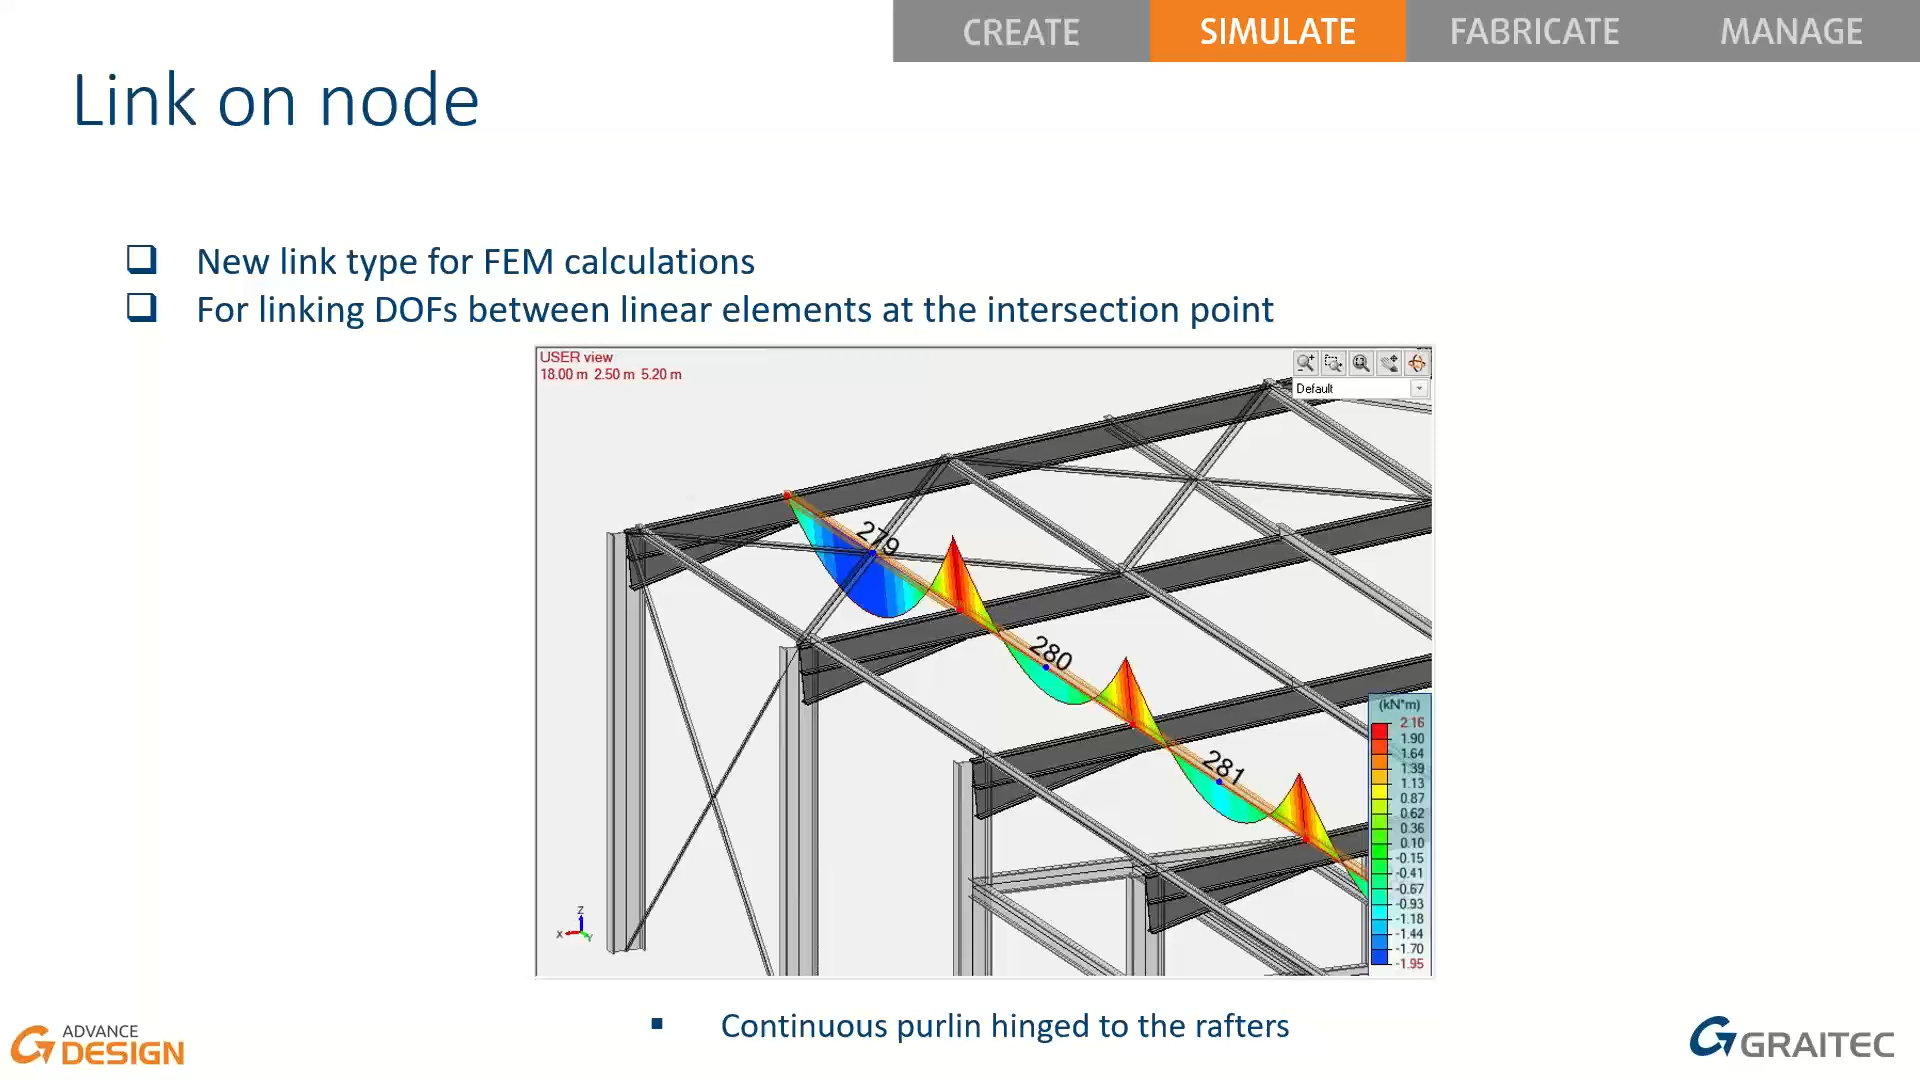 CREATE SIMULATE FABRICATE MANAGE
Link on node
New link type for FEM calculations
For linking DOFs between linear elements at the intersection point
USER view
18.00 m 2.50 m 5.20 m
Default
279
280
281
(kN*m)
2.16
1.90
1.64
1.39
1.13
0.87
0.62
0.36
0.10
-0.15
-0.41
-0.67
-0.93
-1.18
-1.44
-1.70
-1.95
Z
X
Y
Continuous purlin hinged to the rafters
ADVANCE
DESIGN
GRAITEC